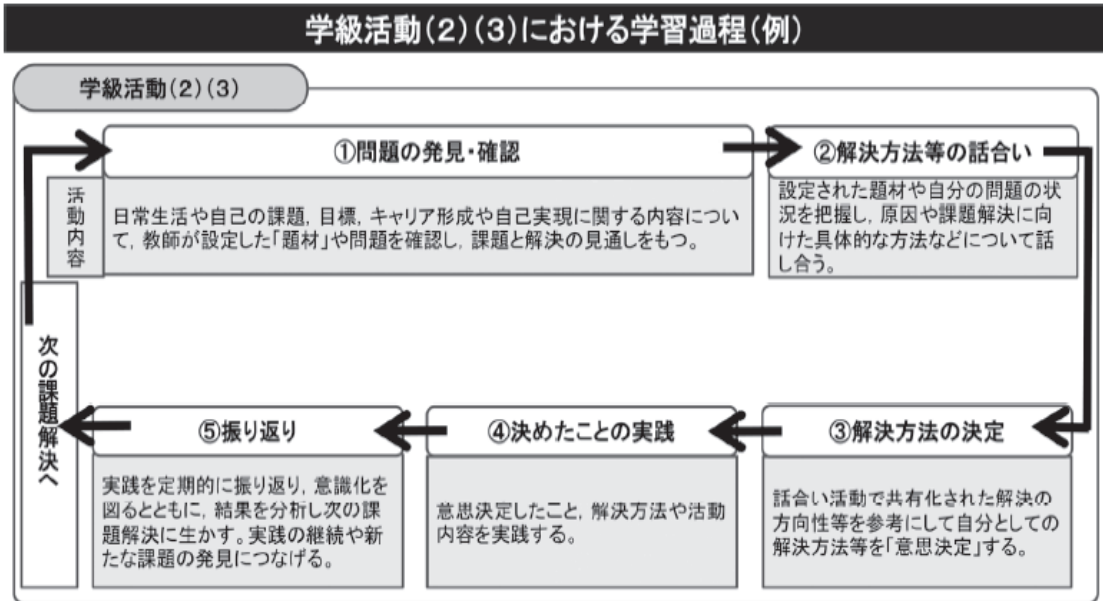 学級活動(2)(3)における学習過程(例)
学級活動(2)(3)
①問題の発見・確認
活動内容
日常生活や自己の課題,目標,キャリア形成や自己実現に関する内容につい
て,教師が設定した「題材」や問題を確認し,課題と解決の見通しをもつ。
②解決方法等の話合い
設定された題材や自分の問題の状
況を把握し,原因や課題解決に向
けた具体的な方法などについて話
し合う。
③解決方法の決定
話合い活動で共有化された解決の
方向性等を参考にして自分としての
解決方法等を「意思決定」する。
④決めたことの実践
意思決定したこと,解決方法や活動
内容を実践する。
⑤振り返り
実践を定期的に振り返り,意識化を
図るとともに,結果を分析し次の課
題解決に生かす。実践の継続や新
たな課題の発見につなげる。
次の課題解決へ